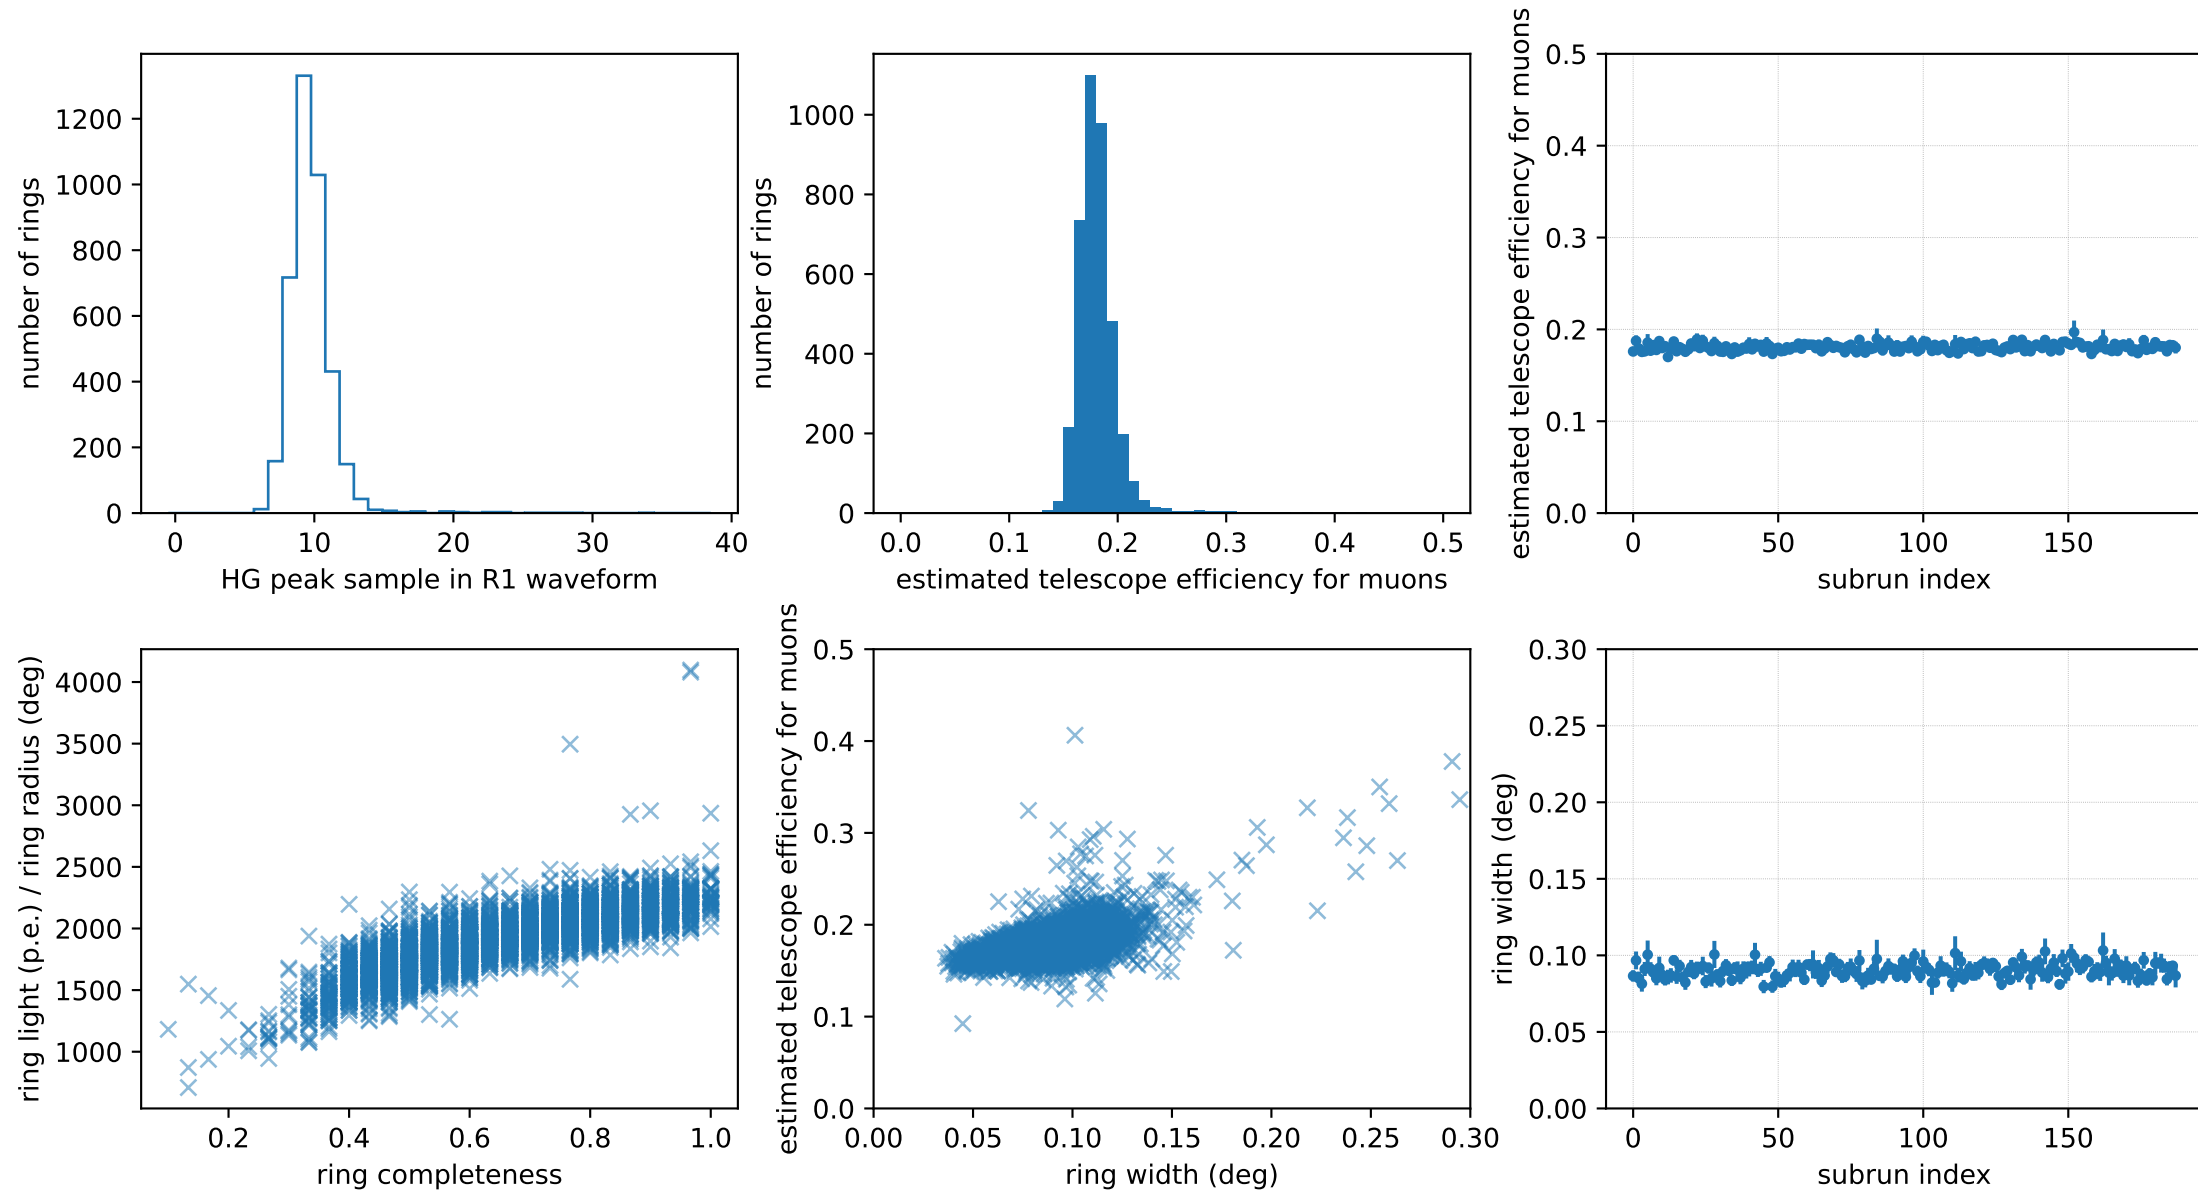 number of rings
1200
1000
800
600
400
200
0
0 10 20 30 40
HG peak sample in R1 waveform
number of rings
1000
800
600
400
200
0
0.0 0.1 0.2 0.3 0.4 0.5
estimated telescope efficiency for muons
estimated telescope efficiency for muons
0.5
0.4
0.3
0.2
0.1
0.0
0 50 100 150
subrun index
ring light (p.e.) / ring radius (deg)
4000
3500
3000
2500
2000
1500
1000
0.2 0.4 0.6 0.8 1.0
ring completeness
estimated telescope efficiency for muons
0.5
0.4
0.3
0.2
0.1
0.0
0.00 0.05 0.10 0.15 0.20 0.25 0.30
ring width (deg)
ring width (deg)
0.30
0.25
0.20
0.15
0.10
0.05
0.00
0 50 100 150
subrun index